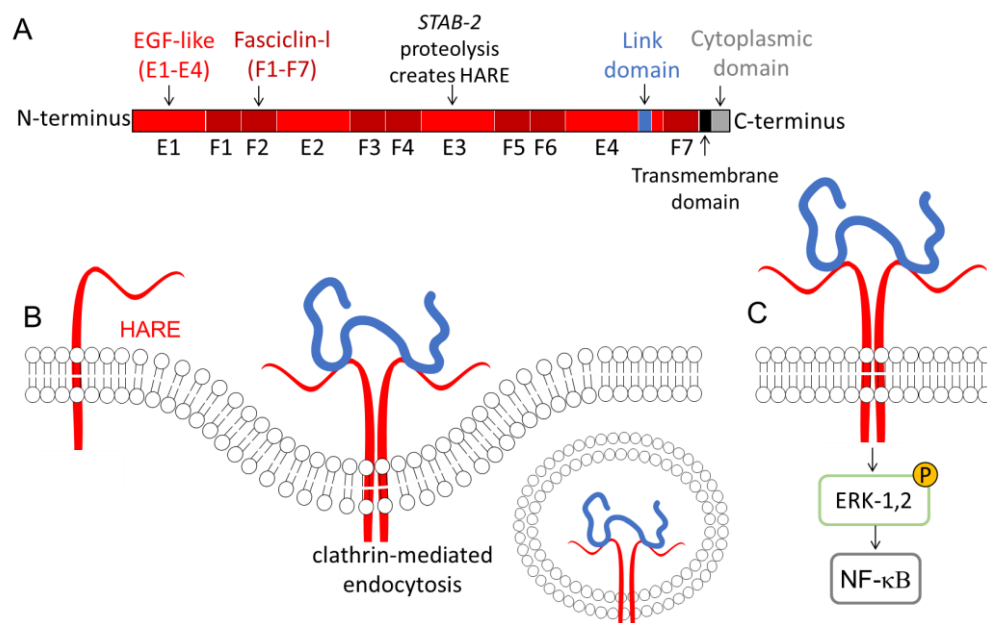 A
EGF-like
(E1-E4)
Fasciclin-I
(F1-F7)
STAB-2
proteolysis
creates HARE
Link
domain
Cytoplasmic
domain
N-terminus
C-terminus
E1 F1 F2 E2 F3 F4 E3 F5 F6 E4 F7
Transmembrane
domain
B
HARE
clathrin-mediated
endocytosis
C
P
ERK-1,2
NF-κB